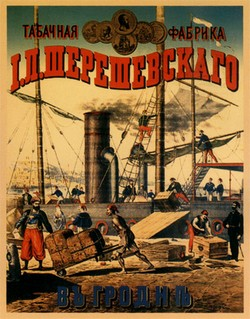 ТАБАЧНАЯ ФАБРИКА
І.Л.ШЕРЕШЕВСКАГО
ВЪ ГРОДНѢ